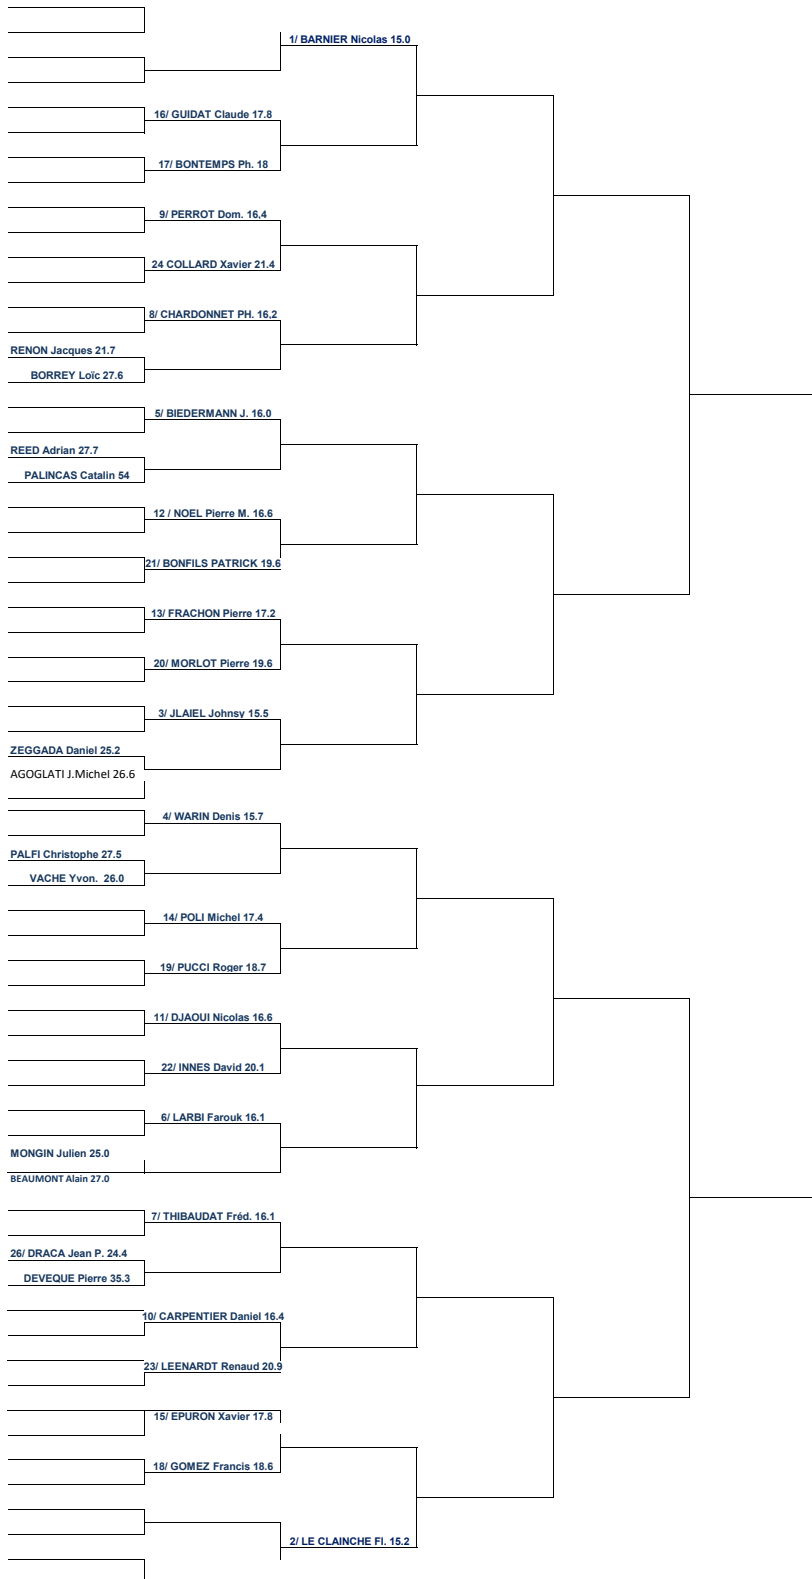 1/ BARNIER Nicolas 15.0
16/ GUIDAT Claude 17.8
17/ BONTEMPS Ph. 18
9/ PERROT Dom. 16,4
24 COLLARD Xavier 21.4
8/ CHARDONNET PH. 16,2
RENON Jacques 21.7
BORREY Loïc 27.6
5/ BIEDERMANN J. 16.0
REED Adrian 27.7
PALINCAS Catalin 54
12 / NOEL Pierre M. 16.6
21/ BONFILS PATRICK 19.6
13/ FRACHON Pierre 17.2
20/ MORLOT Pierre 19.6
3/ JLAIEL Johnsy 15.5
ZEGGADA Daniel 25.2
AGOGLATI J.Michel 26.6
4/ WARIN Denis 15.7
PALFI Christophe 27.5
VACHE Yvon. 26.0
14/ POLI Michel 17.4
19/ PUCCI Roger 18.7
11/ DJAOUI Nicolas 16.6
22/ INNES David 20.1
6/ LARBI Farouk 16.1
MONGIN Julien 25.0
BEAUMONT Alain 27.0
7/ THIBAUDAT Fréd. 16.1
26/ DRACA Jean P. 24.4
DEVEQUE Pierre 35.3
10/ CARPENTIER Daniel 16.4
23/ LEENARDT Renaud 20.9
15/ EPURON Xavier 17.8
18/ GOMEZ Francis 18.6
2/ LE CLAINCHE Fl. 15.2